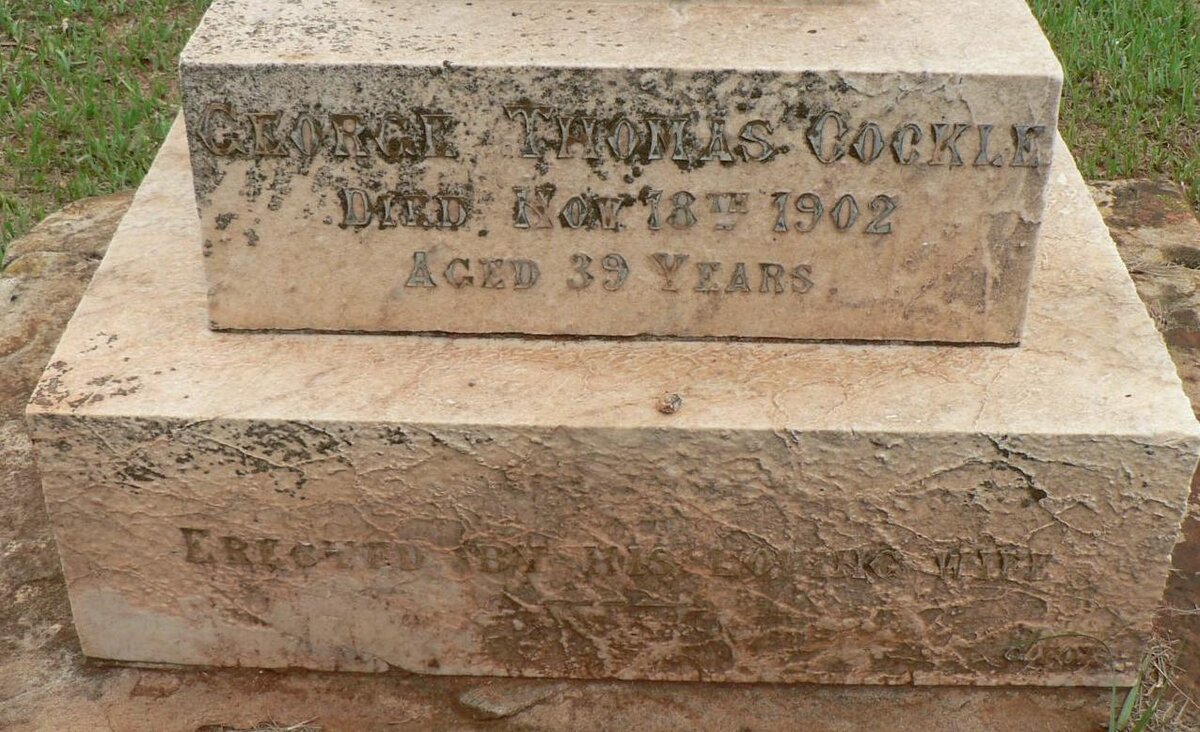 GEORGE THOMAS COCKLE
DIED NOV. 18TH 1902
AGED 39 YEARS
ERECTED BY HIS LOVING WIFE